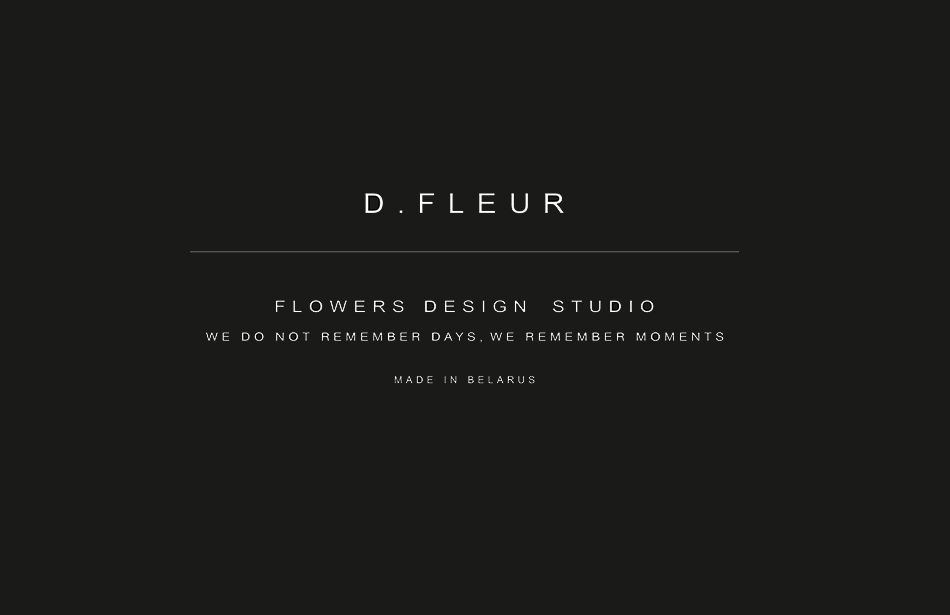 D.FLEUR
FLOWERS DESIGN STUDIO
WE DO NOT REMEMBER DAYS, WE REMEMBER MOMENTS
MADE IN BELARUS